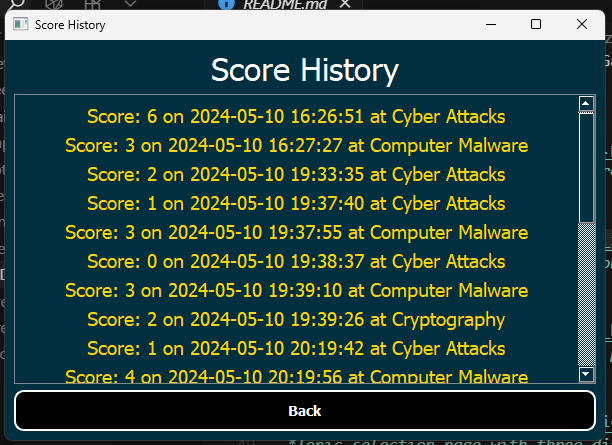 README.md
Score History
Score History
Score: 6 on 2024-05-10 16:26:51 at Cyber Attacks
Score: 3 on 2024-05-10 16:27:27 at Computer Malware
Score: 2 on 2024-05-10 19:33:35 at Cyber Attacks
Score: 1 on 2024-05-10 19:37:40 at Cyber Attacks
Score: 3 on 2024-05-10 19:37:55 at Computer Malware
Score: 0 on 2024-05-10 19:38:37 at Cyber Attacks
Score: 3 on 2024-05-10 19:39:10 at Computer Malware
Score: 2 on 2024-05-10 19:39:26 at Cryptography
Score: 1 on 2024-05-10 20:19:42 at Cyber Attacks
Score: 4 on 2024-05-10 20:19:56 at Computer Malware
Back